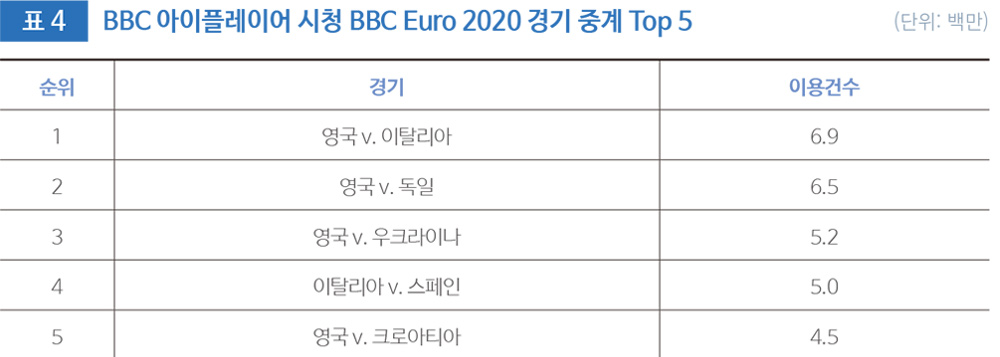 표 4 BBC 아이플레이어 시청 BBC Euro 2020 경기 중계 Top 5 (단위: 백만)
순위 경기 이용건수
1 영국 v. 이탈리아 6.9
2 영국 v. 독일 6.5
3 영국 v. 우크라이나 5.2
4 이탈리아 v. 스페인 5.0
5 영국 v. 크로아티아 4.5